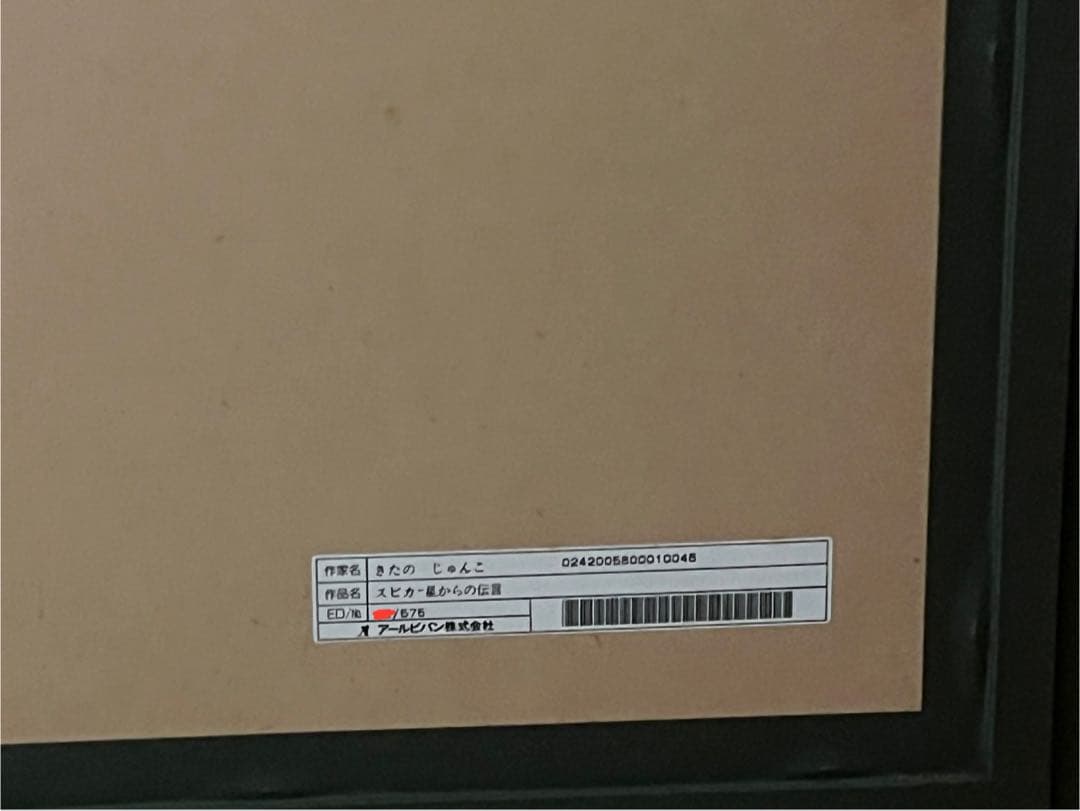 作家名 きたの じゅんこ 0242005800010046
作品名 スピカー星からの伝言
ED/№ /575
アールビバン株式会社